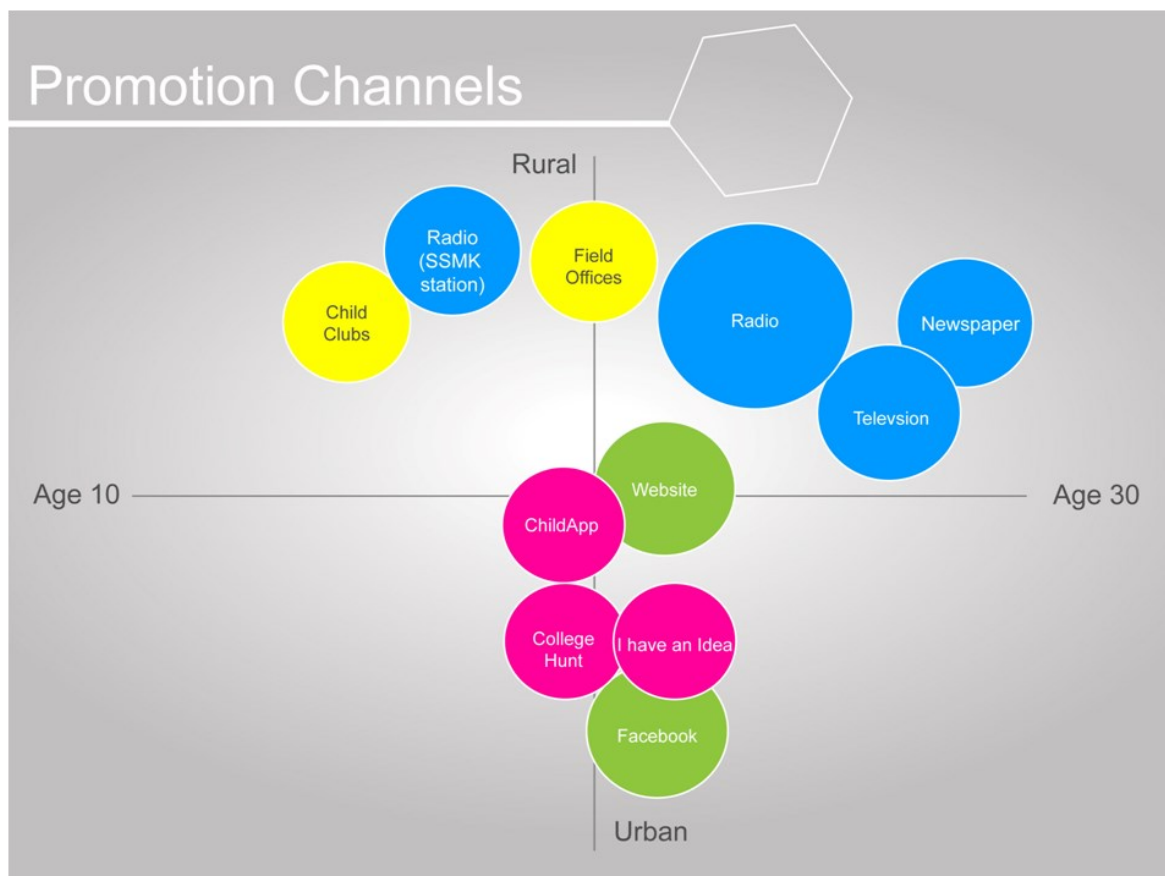 Promotion Channels
Rural
Radio
(SSMK
station)
Field
Offices
Child
Clubs
Radio
Newspaper
Televsion
Age 10
Website
Age 30
ChildApp
College
Hunt
I have an Idea
Facebook
Urban